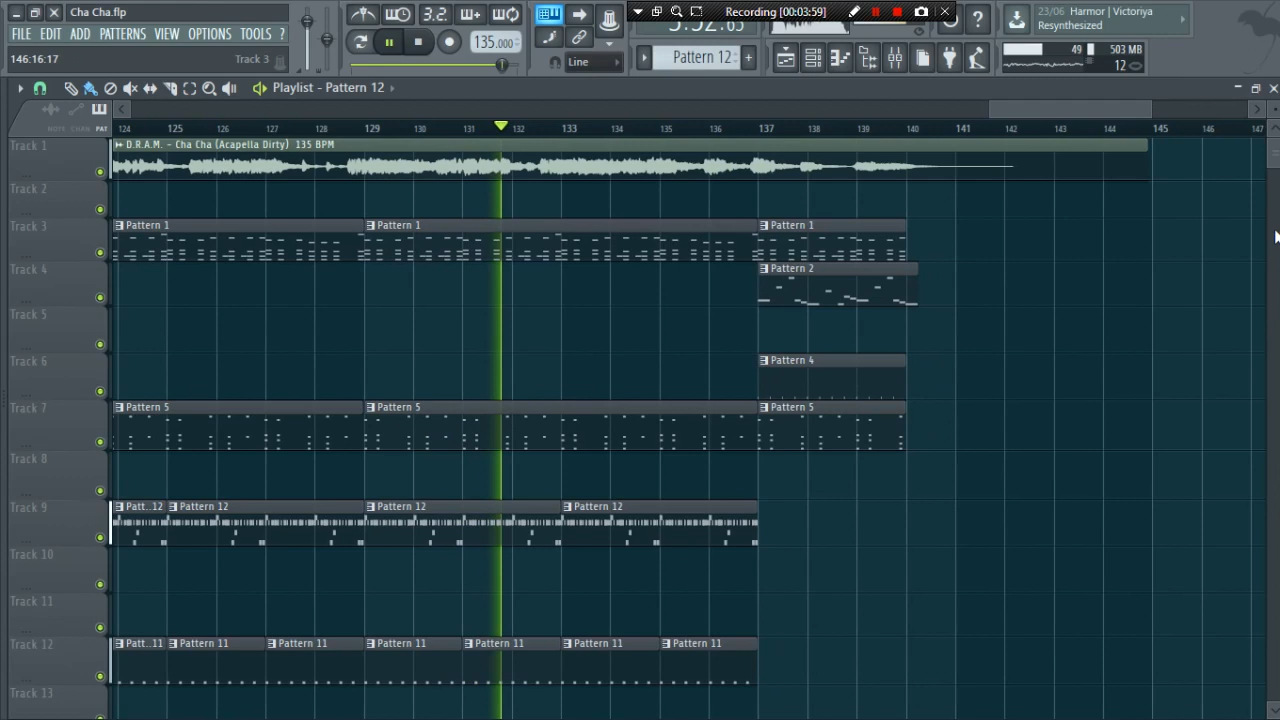 Cha Cha.flp
FILE EDIT ADD PATTERNS VIEW OPTIONS TOOLS ?
146:16:17 Track 3
3.2.
135.000
Line
Recording [00:03:59]
Pattern 12
?
23/06 Harmor | Victoriya
Resynthesized
49 503 MB
12
Playlist - Pattern 12
NOTE CHAN PAT
124 125 126 127 128 129 130 131 132 133 134 135 136 137 138 139 140 141 142 143 144 145 146 147
Track 1 D.R.A.M. - Cha Cha (Acapella Dirty) 135 BPM
Track 2
Track 3 Pattern 1 Pattern 1 Pattern 1
Track 4 Pattern 2
Track 5
Track 6 Pattern 4
Track 7 Pattern 5 Pattern 5 Pattern 5
Track 8
Track 9 Patt..12 Pattern 12 Pattern 12 Pattern 12
Track 10
Track 11
Track 12 Patt..11 Pattern 11 Pattern 11 Pattern 11 Pattern 11 Pattern 11 Pattern 11
Track 13